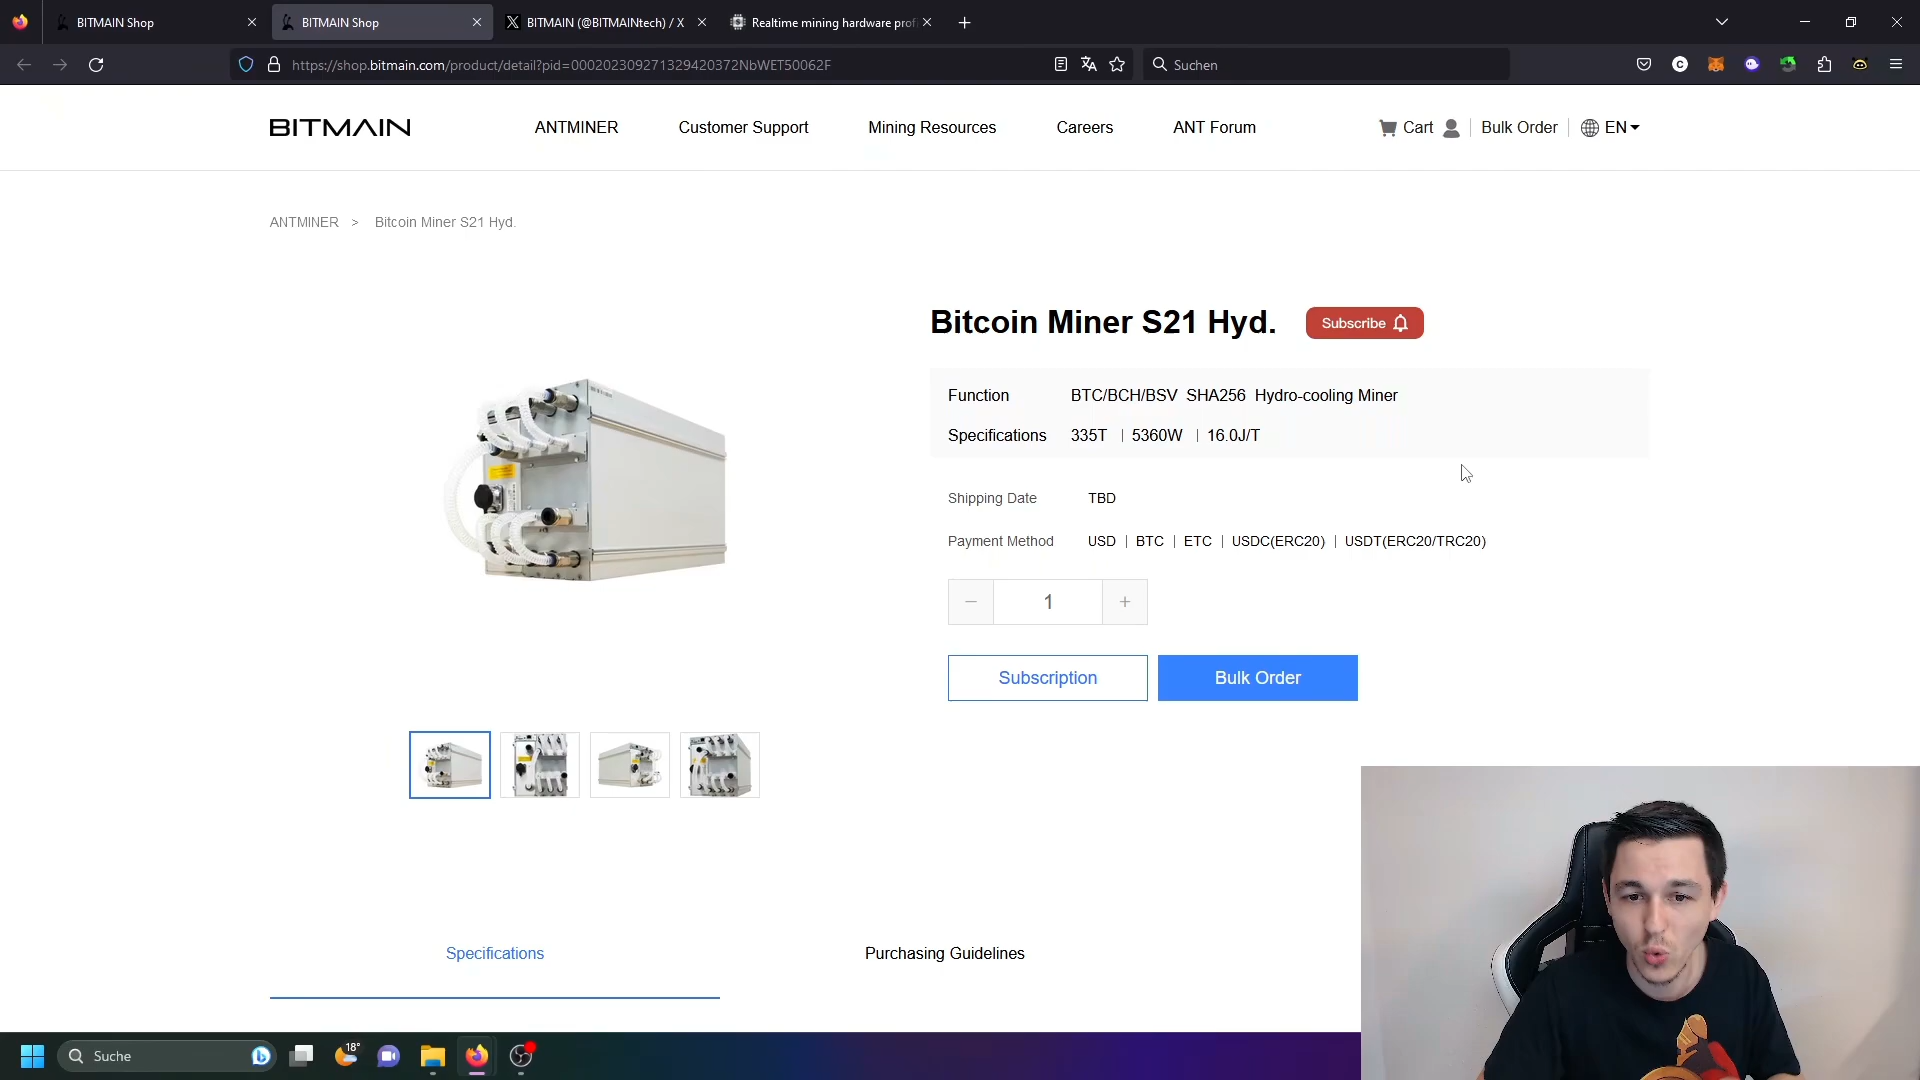 BITMAIN Shop
BITMAIN Shop
BITMAIN (@BITMAINtech) / X
Realtime mining hardware prof
https://shop.bitmain.com/product/detail?pid=000202309271329420372NbWET50062F
Suchen
BITMAIN
ANTMINER
Customer Support
Mining Resources
Careers
ANT Forum
Cart
Bulk Order
EN
ANTMINER > Bitcoin Miner S21 Hyd.
Bitcoin Miner S21 Hyd.
Subscribe
Function BTC/BCH/BSV SHA256 Hydro-cooling Miner
Specifications 335T | 5360W | 16.0J/T
Shipping Date TBD
Payment Method USD | BTC | ETC | USDC(ERC20) | USDT(ERC20/TRC20)
− 1 +
Subscription
Bulk Order
Specifications
Purchasing Guidelines
Suche
18°